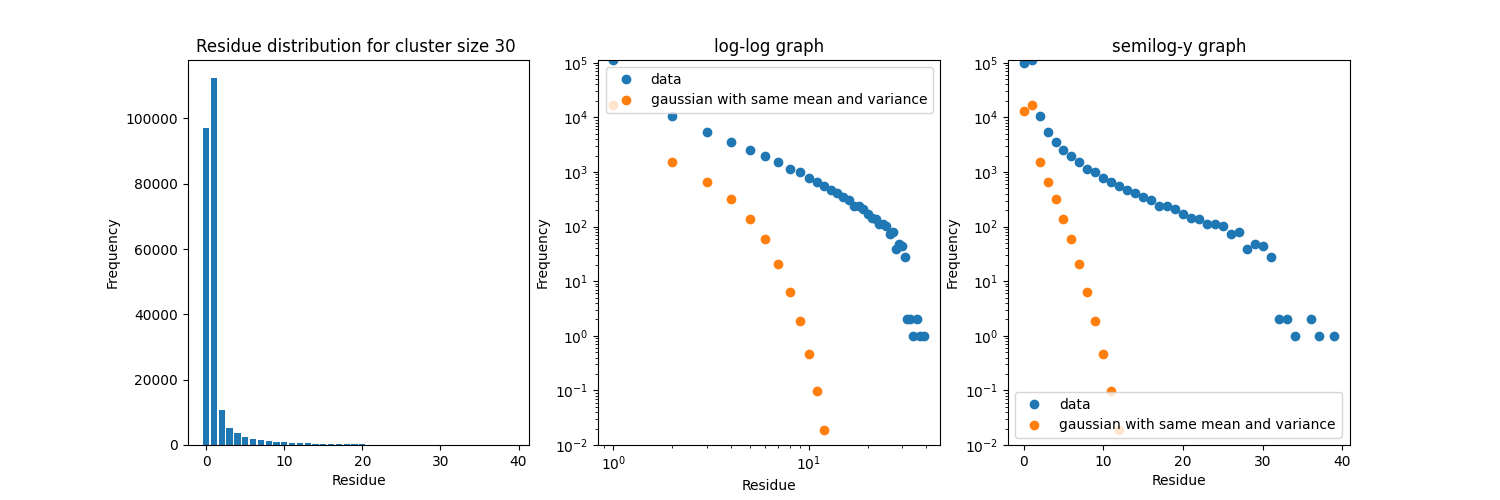 Residue distribution for cluster size 30
Frequency
100000
80000
60000
40000
20000
0
0 10 20 30 40
Residue
log-log graph
data
gaussian with same mean and variance
Frequency
10^5
10^4
10^3
10^2
10^1
10^0
10^-1
10^-2
10^0 10^1
Residue
semilog-y graph
Frequency
10^5
10^4
10^3
10^2
10^1
10^0
10^-1
10^-2
data
gaussian with same mean and variance
0 10 20 30 40
Residue